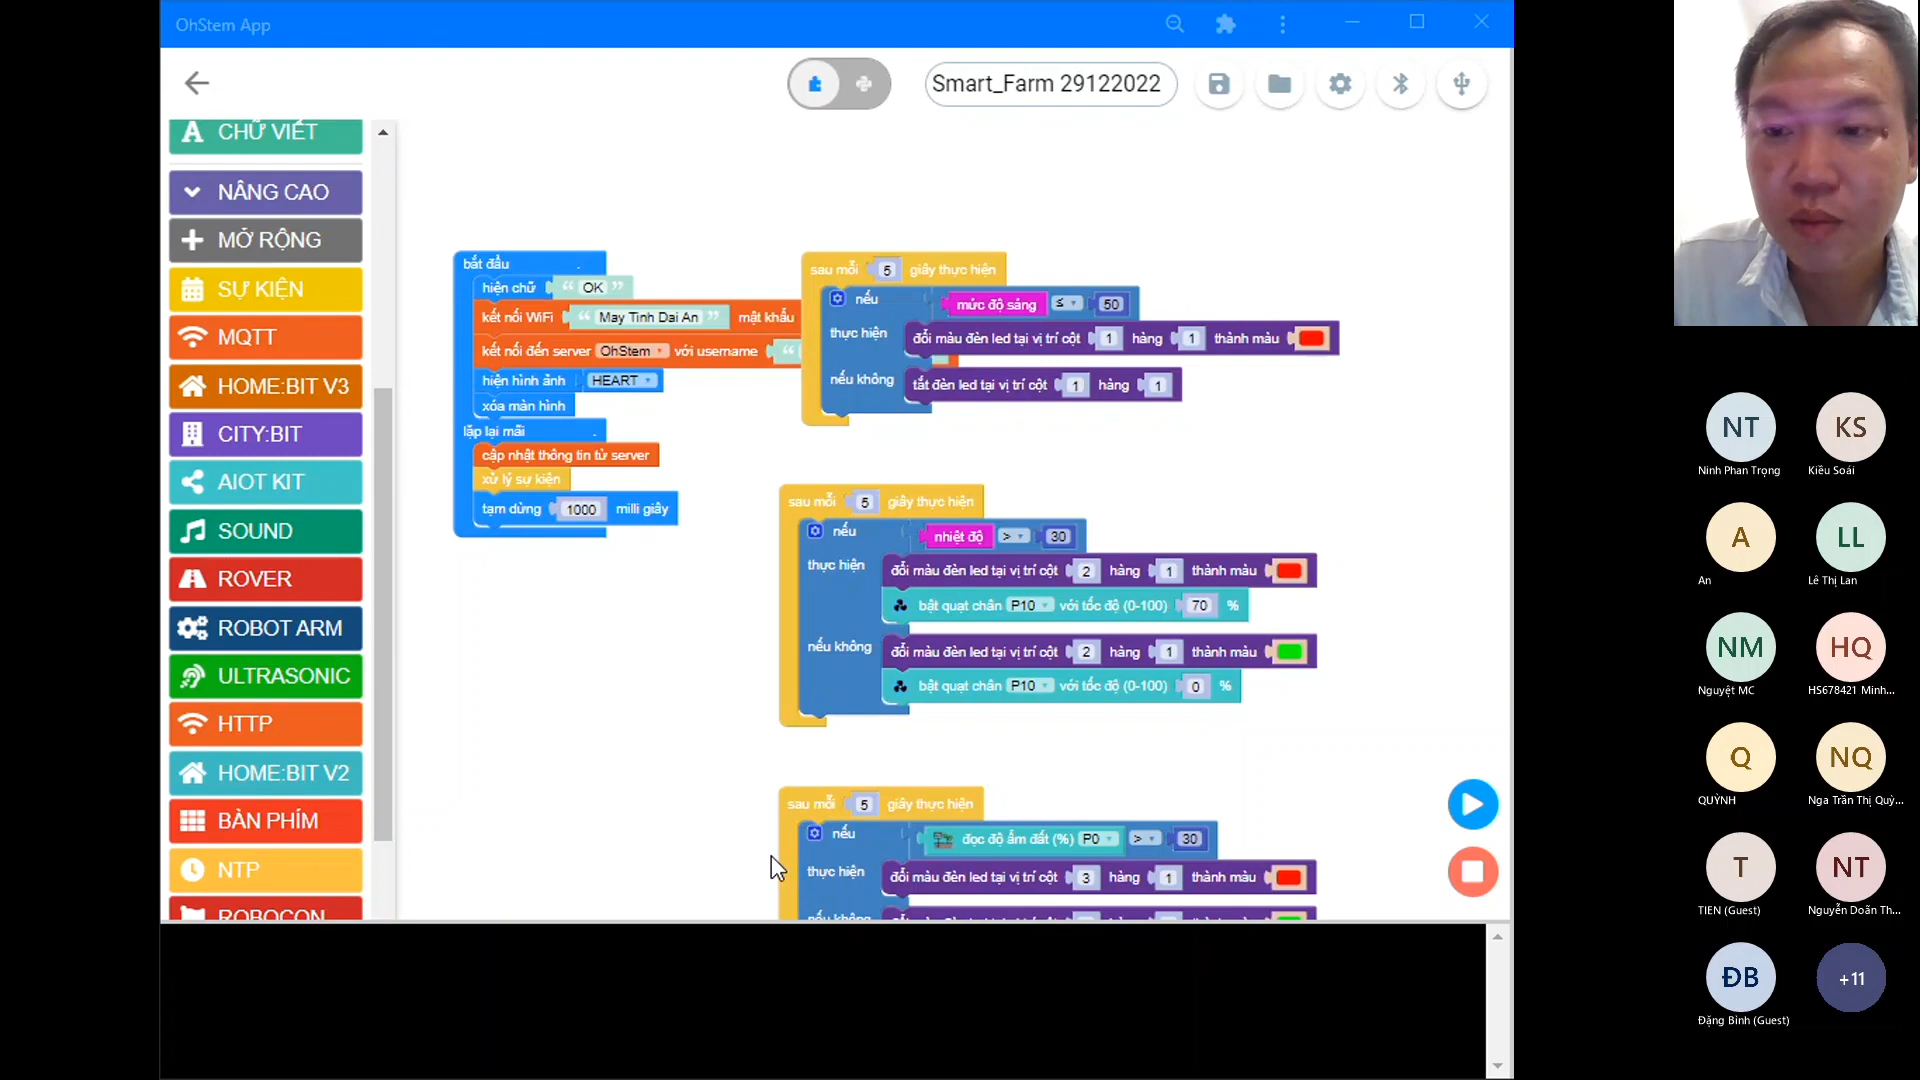 OhStem App
Smart_Farm 29122022
CHỮ VIẾT
NÂNG CAO
MỞ RỘNG
SỰ KIỆN
MQTT
HOME:BIT V3
CITY:BIT
AIOT KIT
SOUND
ROVER
ROBOT ARM
ULTRASONIC
HTTP
HOME:BIT V2
BÀN PHÍM
NTP
ROBOCON
bắt đầu
hiện chữ “ OK ”
kết nối WiFi “ May Tinh Dai An ” mật khẩu
kết nối đến server OhStem với username “
hiện hình ảnh HEART
xóa màn hình
lặp lại mãi
cập nhật thông tin từ server
xử lý sự kiện
tạm dừng 1000 mili giây
sau mỗi 5 giây thực hiện
nếu mức độ sáng ≤ 50
thực hiện đổi màu đèn led tại vị trí cột 1 hàng 1 thành màu
nếu không tắt đèn led tại vị trí cột 1 hàng 1
sau mỗi 5 giây thực hiện
nếu nhiệt độ > 30
thực hiện đổi màu đèn led tại vị trí cột 2 hàng 1 thành màu
bật quạt chân P10 với tốc độ (0-100) 70 %
nếu không đổi màu đèn led tại vị trí cột 2 hàng 1 thành màu
bật quạt chân P10 với tốc độ (0-100) 0 %
sau mỗi 5 giây thực hiện
nếu đọc độ ẩm đất (%) P0 > 30
thực hiện đổi màu đèn led tại vị trí cột 3 hàng 1 thành màu
nếu không
NT KS
Ninh Phan Trọng Kiều Soái
A LL
An Lê Thị Lan
NM HQ
Nguyệt MC HS678421 Minh...
Q NQ
QUỲNH Nga Trần Thị Quỳ...
T NT
TIEN (Guest) Nguyễn Doãn Th...
ĐB +11
Đặng Bình (Guest)